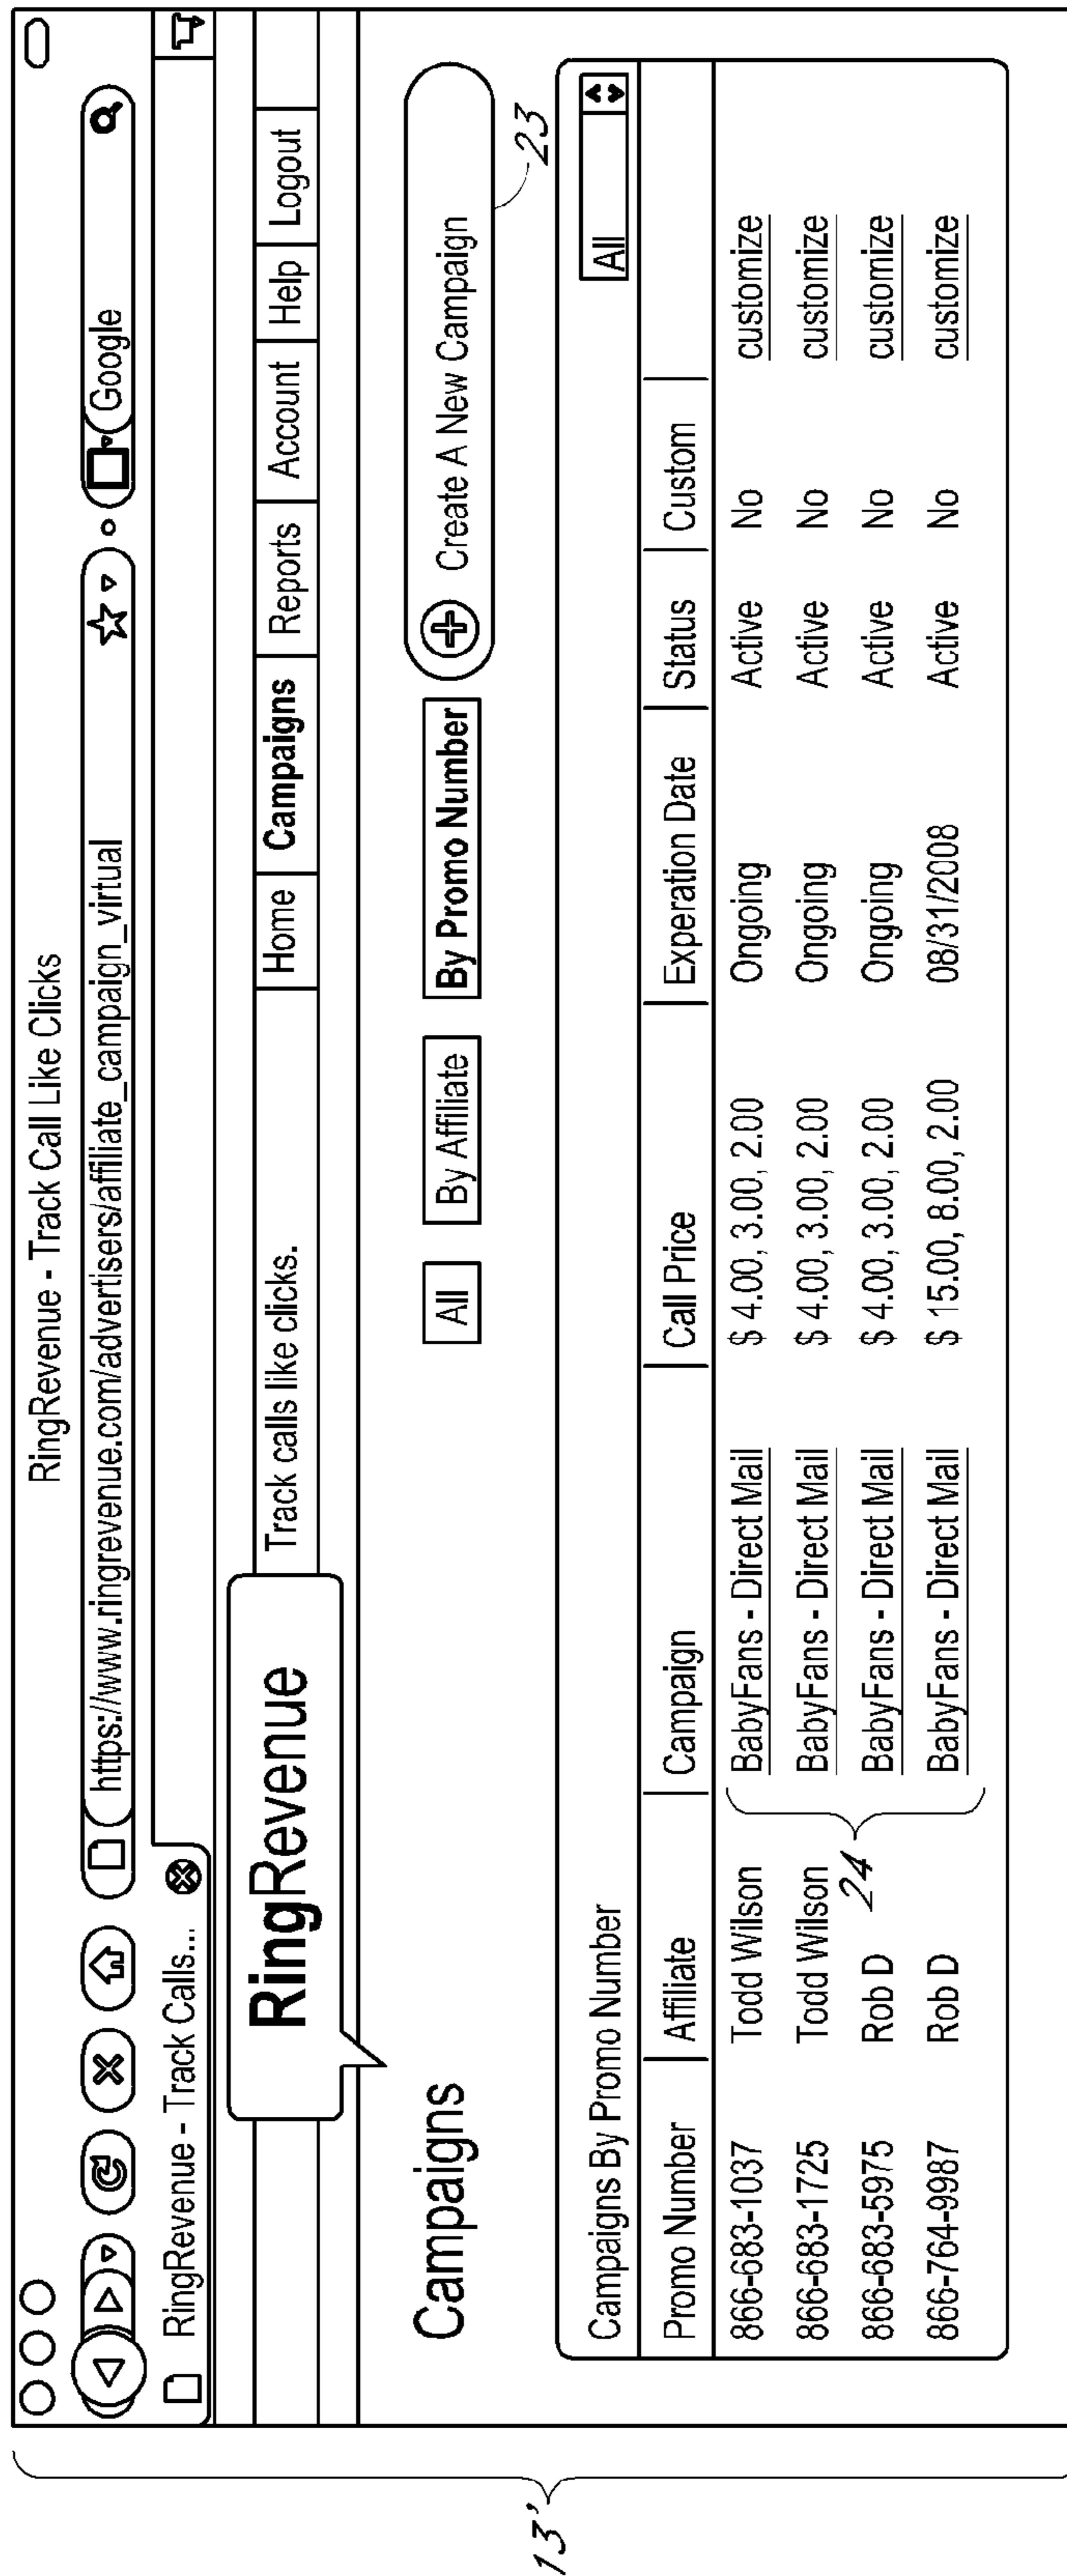 RingRevenue - Track Call Like Clicks
https://www.ringrevenue.com/advertisers/affiliate_campaign_virtual Google
RingRevenue - Track Calls...
RingRevenue
Track calls like clicks. Home Campaigns Reports Account Help Logout
Campaigns
All By Affiliate By Promo Number Create A New Campaign
23
Campaigns By Promo Number All
Promo Number Affiliate Campaign Call Price Experation Date Status Custom
866-683-1037 Todd Wilson BabyFans - Direct Mail $ 4.00, 3.00, 2.00 Ongoing Active No customize
866-683-1725 Todd Wilson BabyFans - Direct Mail $ 4.00, 3.00, 2.00 Ongoing Active No customize
866-683-5975 Rob D BabyFans - Direct Mail $ 4.00, 3.00, 2.00 Ongoing Active No customize
866-764-9987 Rob D BabyFans - Direct Mail $ 15.00, 8.00, 2.00 08/31/2008 Active No customize
24
13'